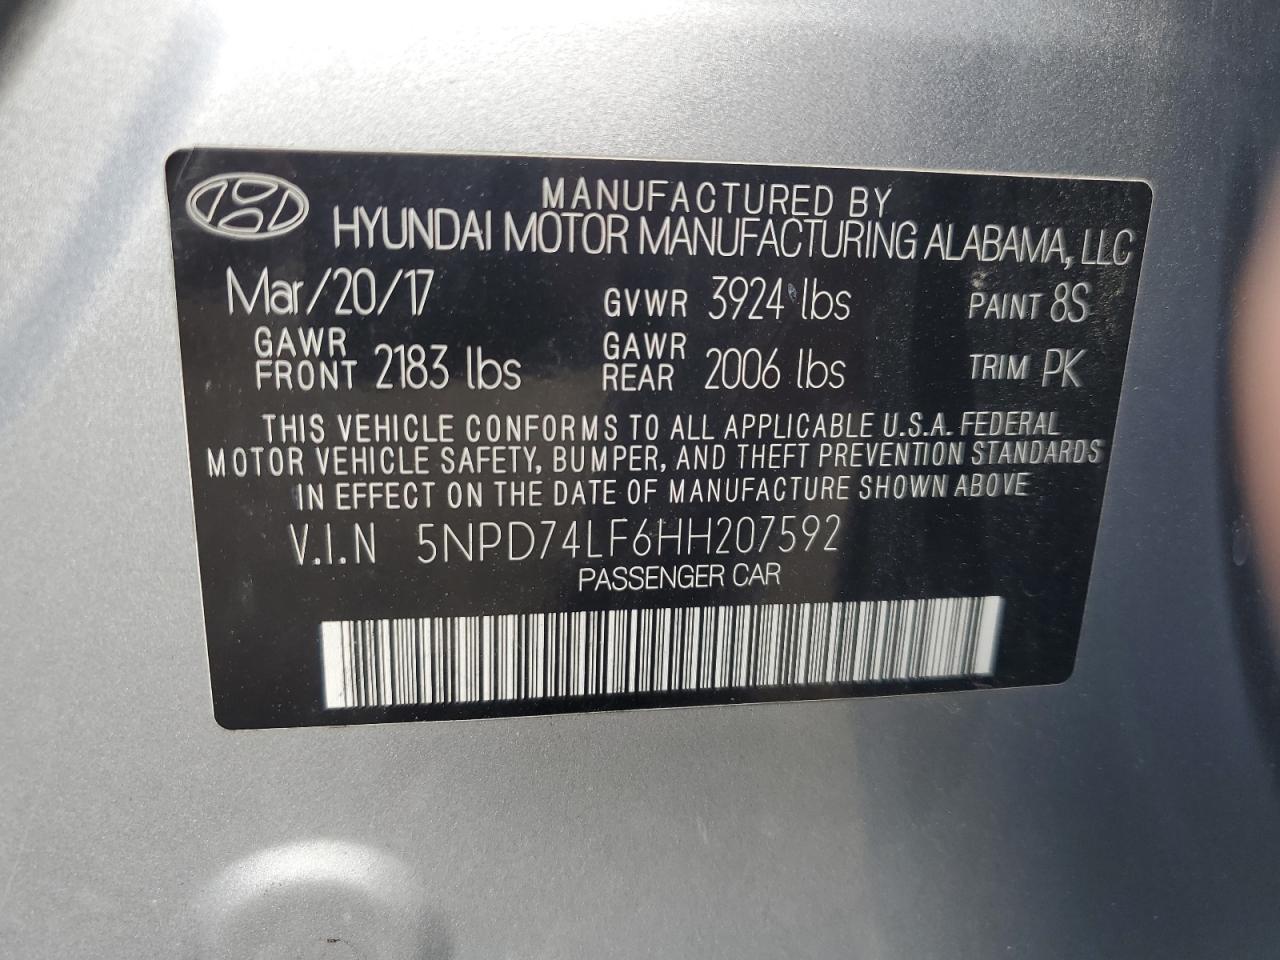 MANUFACTURED BY
HYUNDAI MOTOR MANUFACTURING ALABAMA, LLC
Mar/20/17 GVWR 3924 lbs PAINT 8S
GAWR FRONT 2183 lbs GAWR REAR 2006 lbs TRIM PK
THIS VEHICLE CONFORMS TO ALL APPLICABLE U.S.A. FEDERAL
MOTOR VEHICLE SAFETY, BUMPER, AND THEFT PREVENTION STANDARDS
IN EFFECT ON THE DATE OF MANUFACTURE SHOWN ABOVE
V.I.N 5NPD74LF6HH207592
PASSENGER CAR